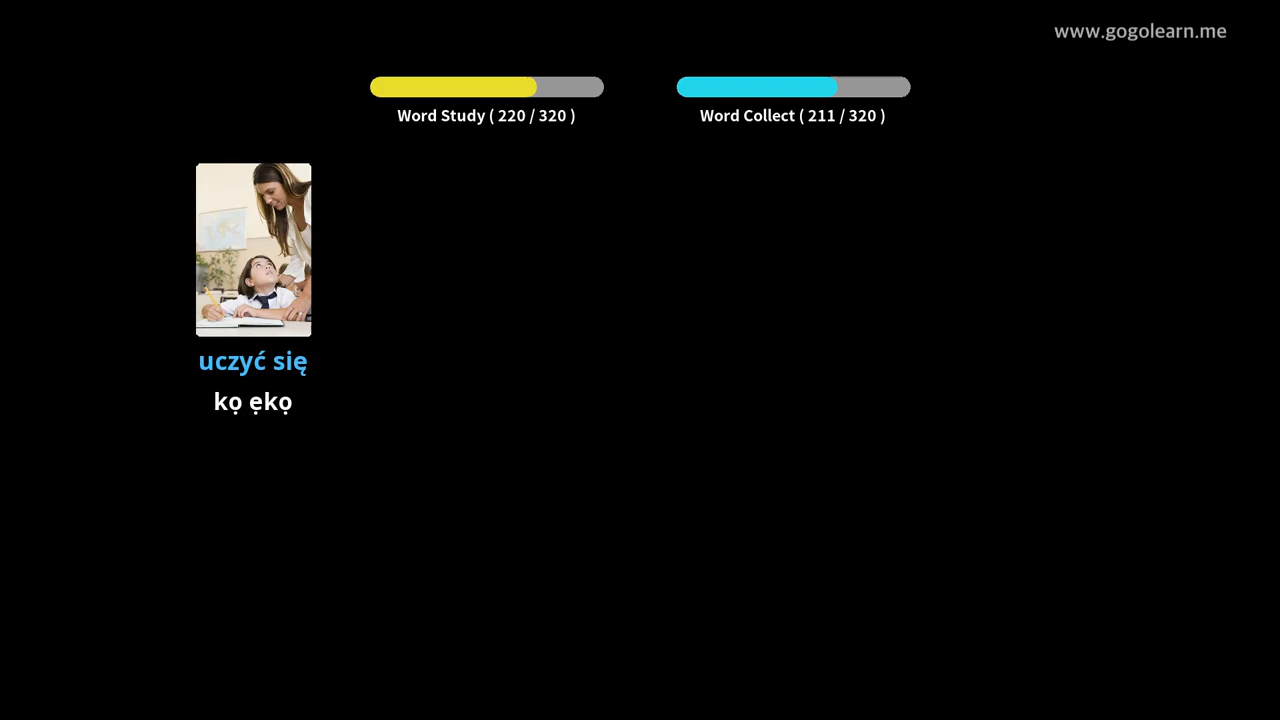 www.gogolearn.me
Word Study ( 220 / 320 )
Word Collect ( 211 / 320 )
uczyć się
kọ ẹkọ